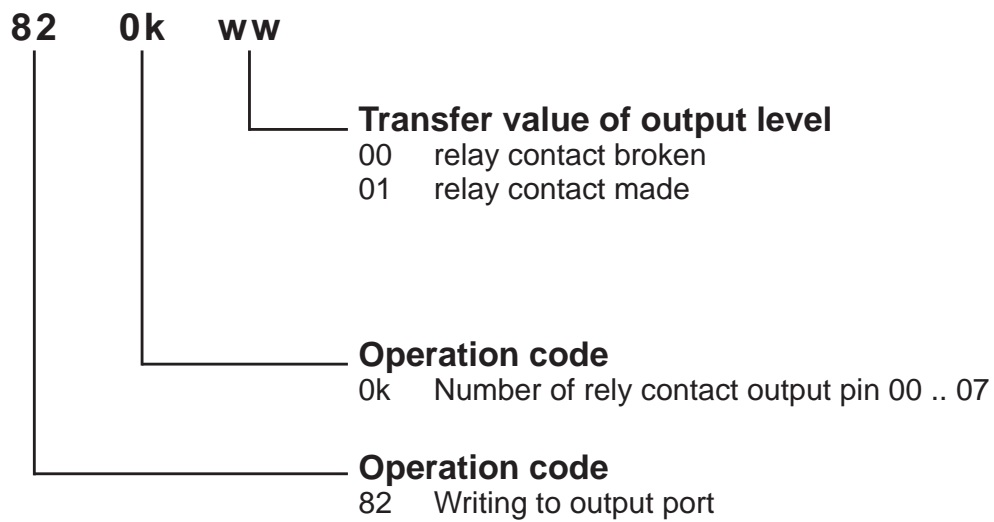 82 0k ww
Transfer value of output level
00 relay contact broken
01 relay contact made
Operation code
0k Number of rely contact output pin 00 .. 07
Operation code
82 Writing to output port